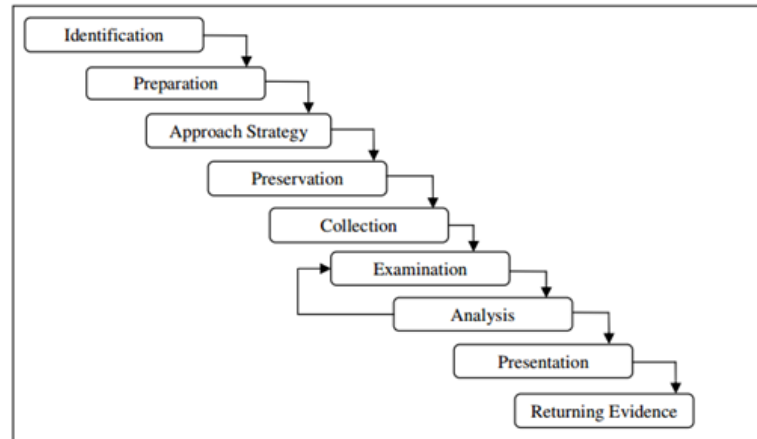 Identification
Preparation
Approach Strategy
Preservation
Collection
Examination
Analysis
Presentation
Returning Evidence